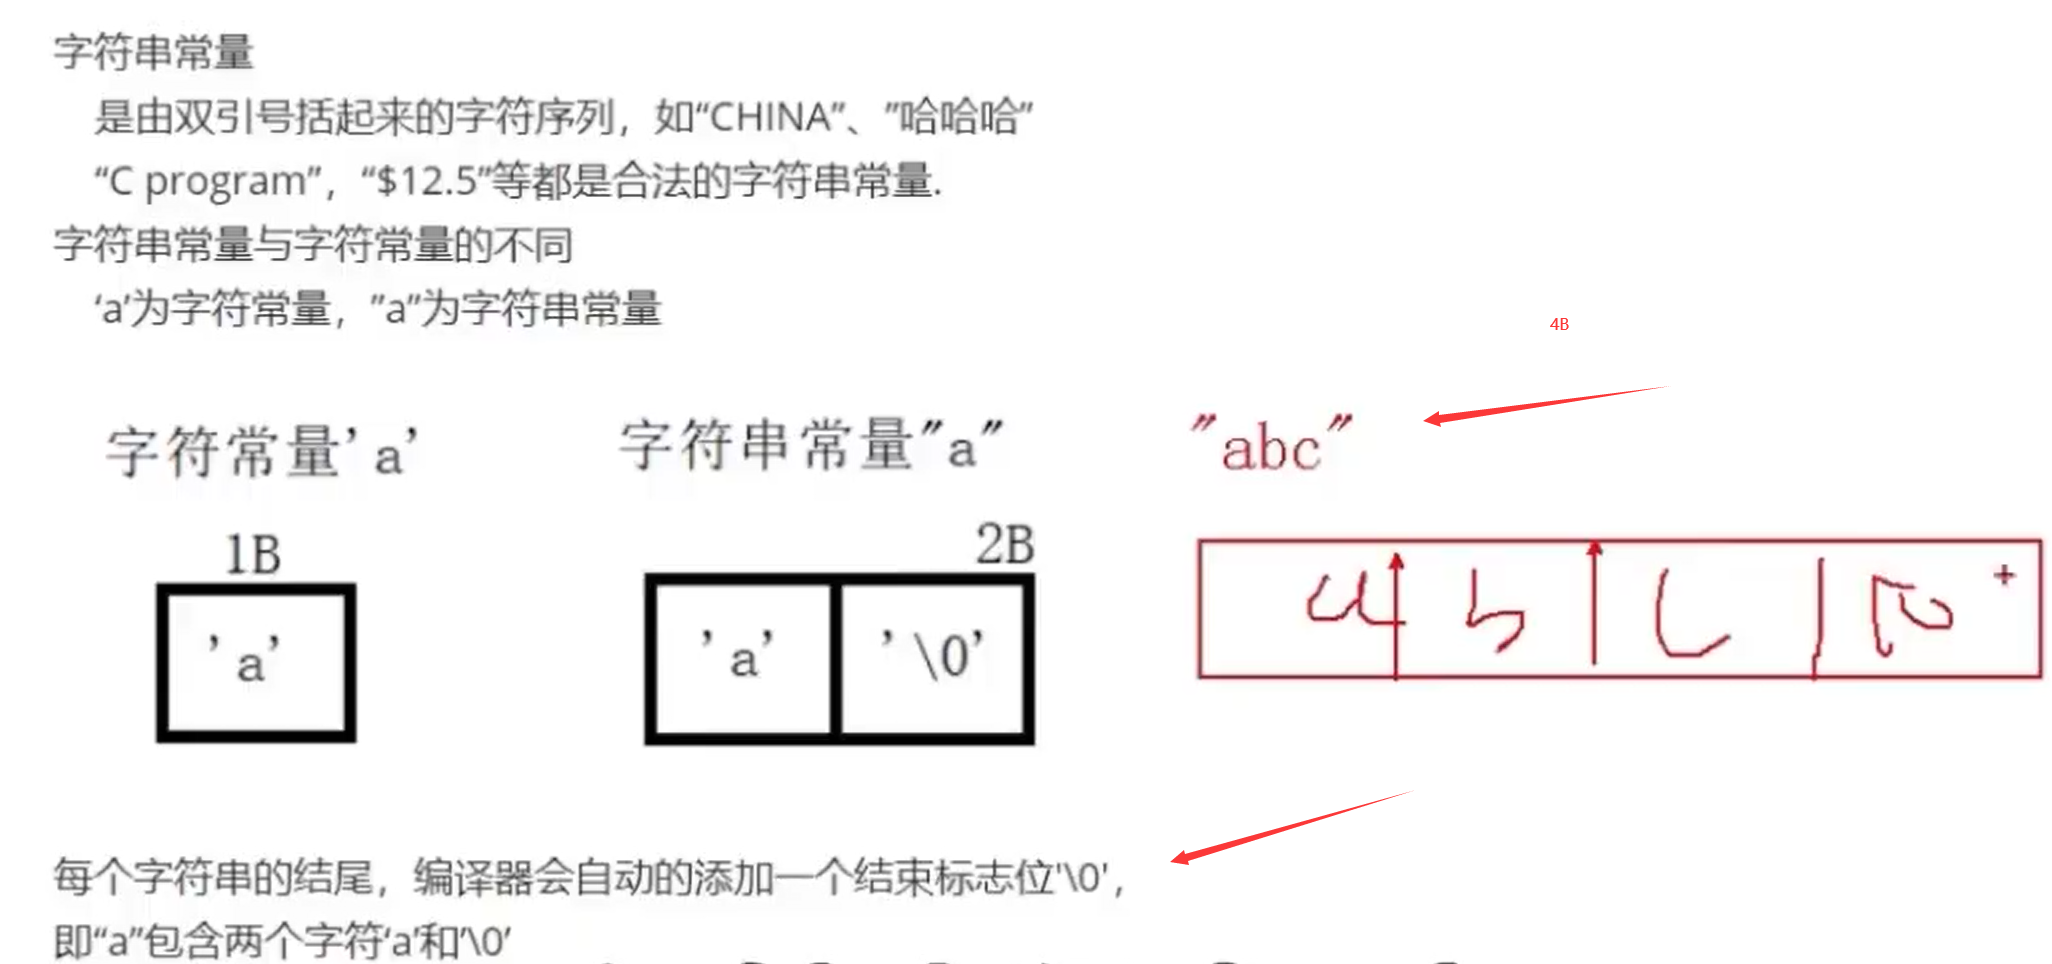 字符串常量
是由双引号括起来的字符序列，如“CHINA”、”哈哈哈”
“C program”，“$12.5”等都是合法的字符串常量.
字符串常量与字符常量的不同
‘a’为字符常量，”a”为字符串常量
4B
字符常量’a’
字符串常量"a"
"abc"
1B
2B
’a’
’a’ ’\0’
a b c \0
每个字符串的结尾，编译器会自动的添加一个结束标志位'\0'，
即“a”包含两个字符‘a’和’\0’